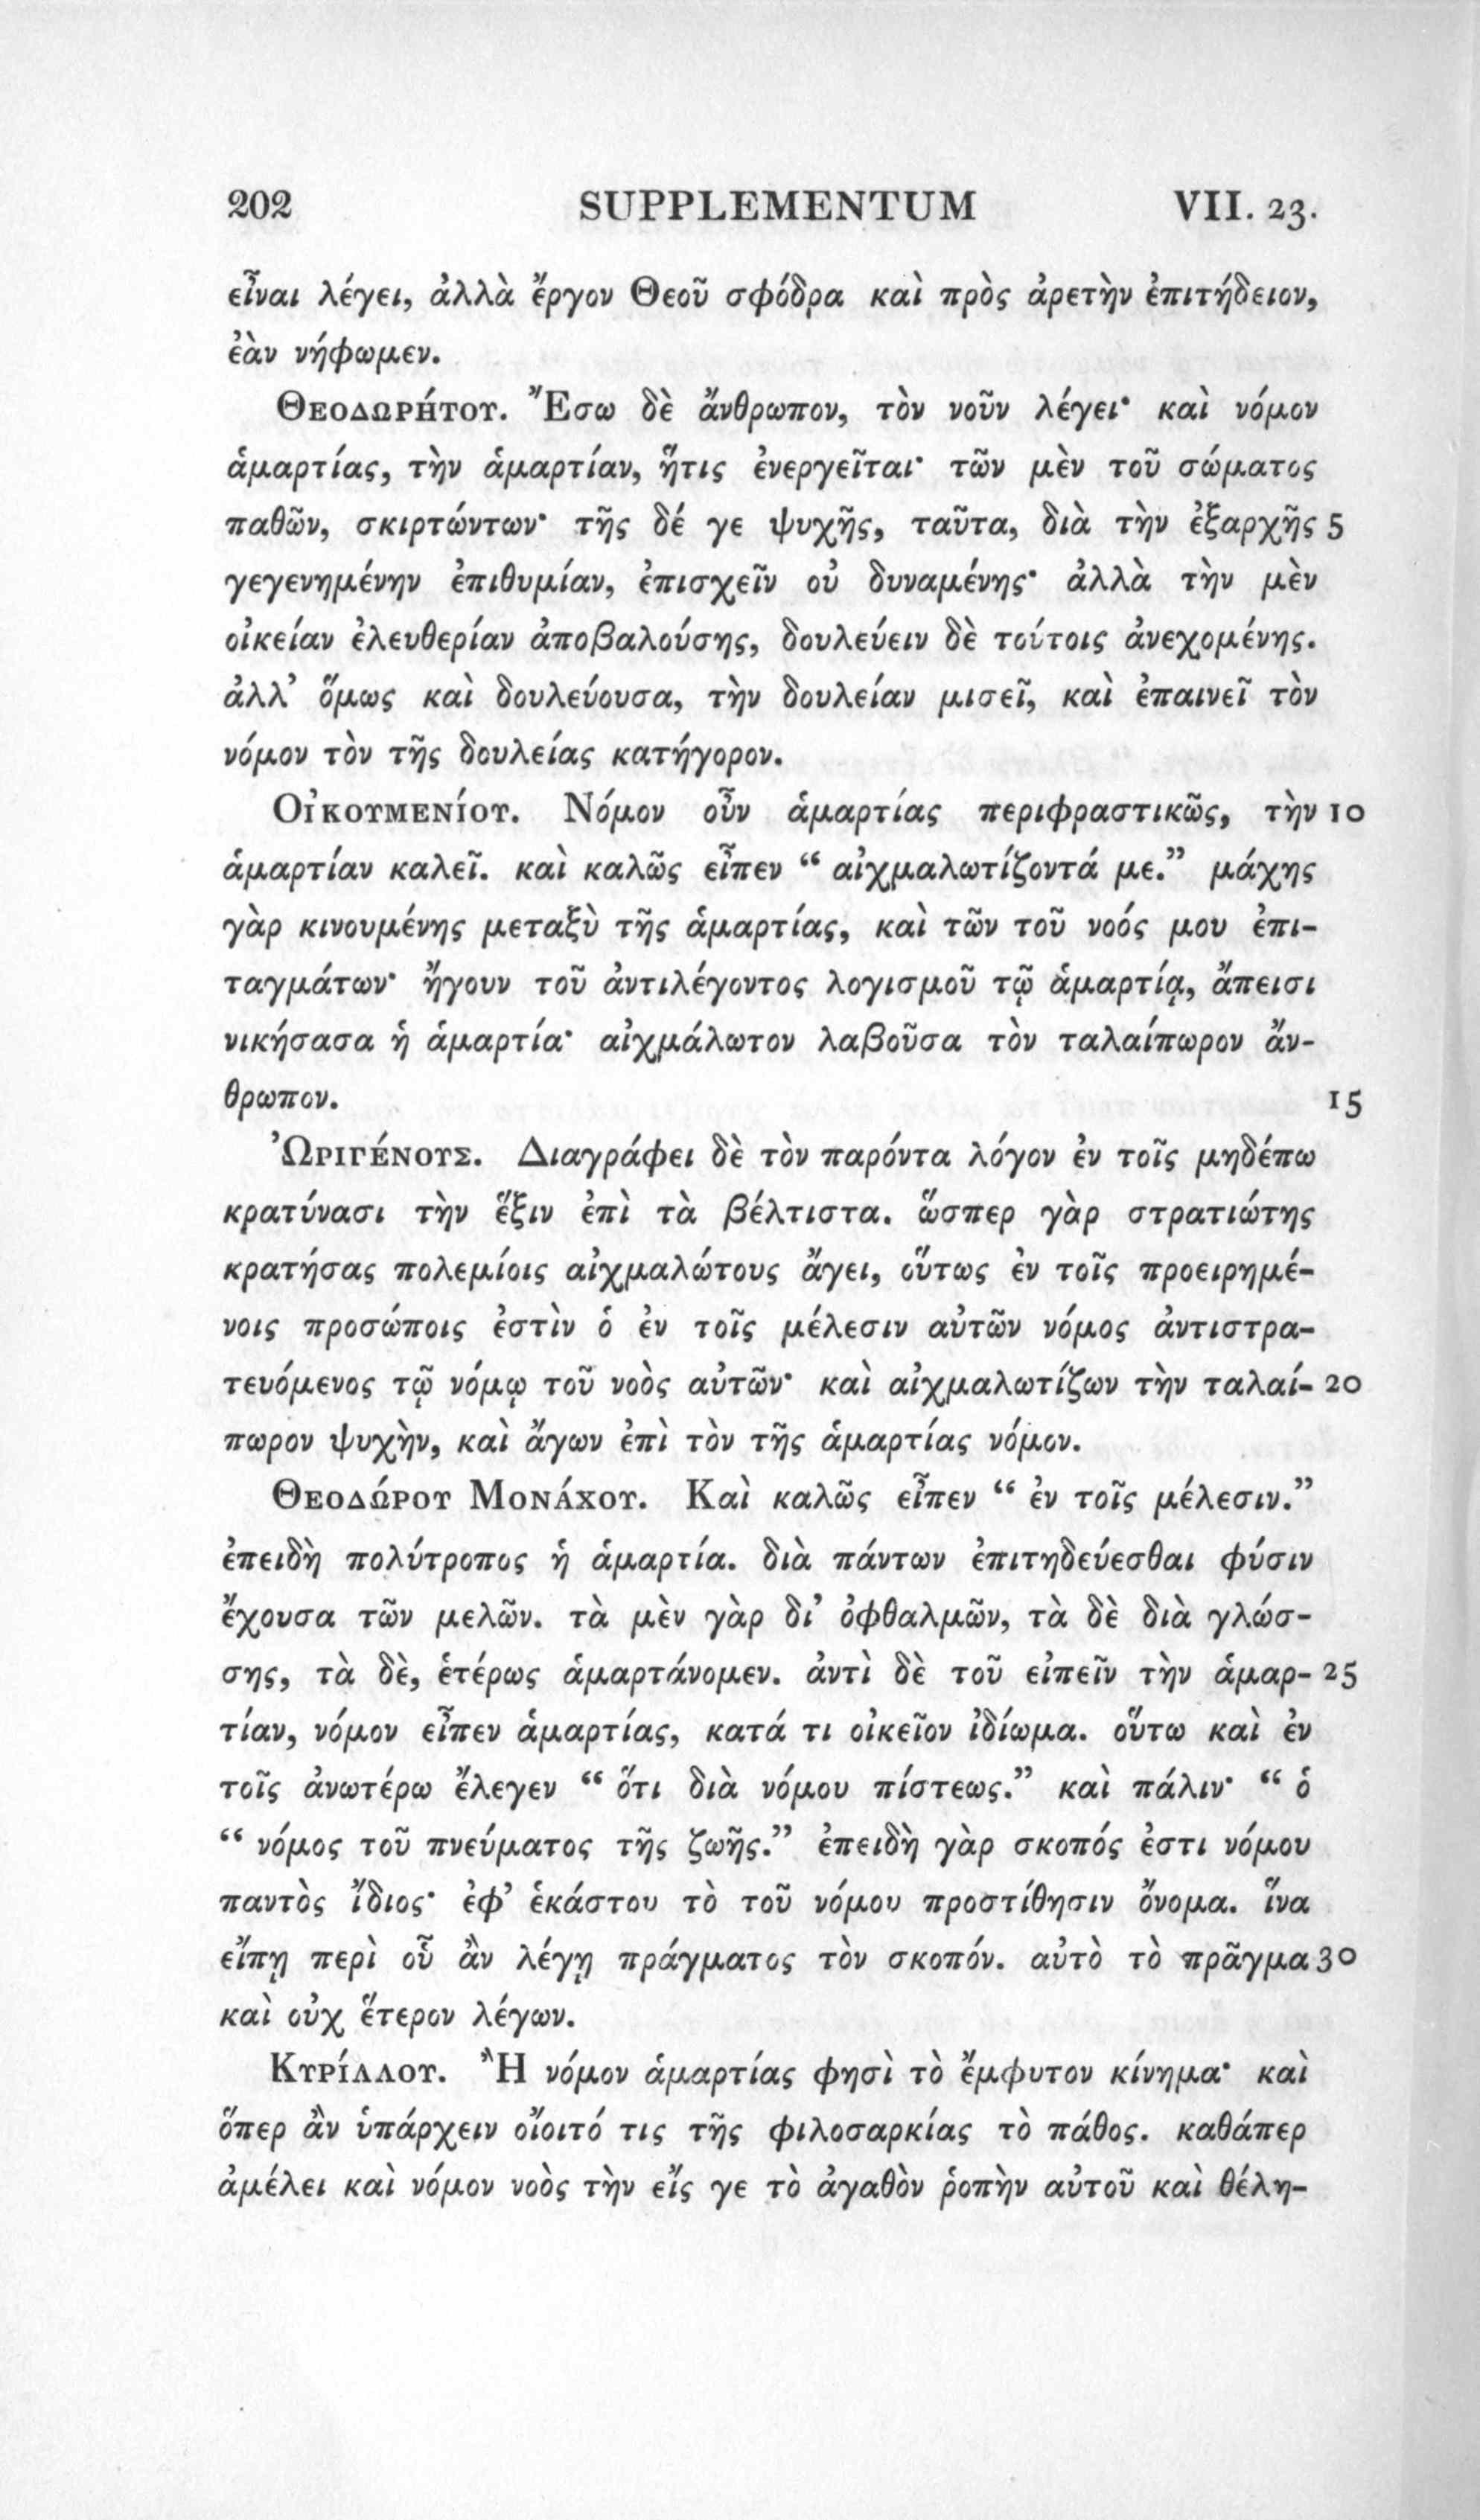 202 SUPPLEMENTUM VII. 23.
εἶναι λέγει, ἀλλὰ ἔργον Θεοῦ σφόδρα καὶ πρὸς ἀρετὴν ἐπιτήδειον,
ἐὰν νήφωμεν.
Θεοδωρήτου. Ἔσω δὲ ἄνθρωπον, τὸν νοῦν λέγει· καὶ νόμον
ἁμαρτίας, τὴν ἁμαρτίαν, ἥτις ἐνεργεῖται· τῶν μὲν τοῦ σώματος
παθῶν, σκιρτώντων· τῆς δέ γε ψυχῆς, ταῦτα, διὰ τὴν ἐξαρχῆς 5
γεγενημένην ἐπιθυμίαν, ἐπισχεῖν οὐ δυναμένης· ἀλλὰ τὴν μὲν
οἰκείαν ἐλευθερίαν ἀποβαλούσης, δουλεύειν δὲ τούτοις ἀνεχομένης.
ἀλλ’ ὅμως καὶ δουλεύουσα, τὴν δουλείαν μισεῖ, καὶ ἐπαινεῖ τὸν
νόμον τὸν τῆς δουλείας κατήγορον.
Οἰκουμενίου. Νόμον οὖν ἁμαρτίας περιφραστικῶς, τὴν 10
ἁμαρτίαν καλεῖ. καὶ καλῶς εἶπεν “ αἰχμαλωτίζοντά με.” μάχης
γὰρ κινουμένης μεταξὺ τῆς ἁμαρτίας, καὶ τῶν τοῦ νοός μου ἐπι-
ταγμάτων· ἤγουν τοῦ ἀντιλέγοντος λογισμοῦ τῷ ἁμαρτίᾳ, ἄπεισι
νικήσασα ἡ ἁμαρτία· αἰχμάλωτον λαβοῦσα τὸν ταλαίπωρον ἄν-
θρωπον. 15
Ὠριγένους. Διαγράφει δὲ τὸν παρόντα λόγον ἐν τοῖς μηδέπω
κρατύνασι τὴν ἕξιν ἐπὶ τὰ βέλτιστα. ὥσπερ γὰρ στρατιώτης
κρατήσας πολεμίοις αἰχμαλώτους ἄγει, οὕτως ἐν τοῖς προειρημέ-
νοις προσώποις ἐστὶν ὁ ἐν τοῖς μέλεσιν αὐτῶν νόμος ἀντιστρα-
τευόμενος τῷ νόμῳ τοῦ νοὸς αὐτῶν· καὶ αἰχμαλωτίζων τὴν ταλαί- 20
πωρον ψυχὴν, καὶ ἄγων ἐπὶ τὸν τῆς ἁμαρτίας νόμον.
Θεοδώρου Μονάχου. Καὶ καλῶς εἶπεν “ ἐν τοῖς μέλεσιν.”
ἐπειδὴ πολύτροπος ἡ ἁμαρτία. διὰ πάντων ἐπιτηδεύεσθαι φύσιν
ἔχουσα τῶν μελῶν. τὰ μὲν γὰρ δι’ ὀφθαλμῶν, τὰ δὲ διὰ γλώσ-
σης, τὰ δὲ, ἑτέρως ἁμαρτάνομεν. ἀντὶ δὲ τοῦ εἰπεῖν τὴν ἁμαρ- 25
τίαν, νόμον εἶπεν ἁμαρτίας, κατά τι οἰκεῖον ἰδίωμα. οὕτω καὶ ἐν
τοῖς ἀνωτέρω ἔλεγεν “ ὅτι διὰ νόμου πίστεως.” καὶ πάλιν· “ ὁ
“ νόμος τοῦ πνεύματος τῆς ζωῆς.” ἐπειδὴ γὰρ σκοπός ἐστι νόμου
παντὸς ἴδιος· ἐφ’ ἑκάστου τὸ τοῦ νόμου προστίθησιν ὄνομα. ἵνα
εἴπῃ περὶ οὗ ἂν λέγῃ πράγματος τὸν σκοπόν. αὐτὸ τὸ πρᾶγμα 30
καὶ οὐχ ἕτερον λέγων.
Κυρίλλου. Ἢ νόμον ἁμαρτίας φησὶ τὸ ἔμφυτον κίνημα· καὶ
ὅπερ ἂν ὑπάρχειν οἴοιτό τις τῆς φιλοσαρκίας τὸ πάθος. καθάπερ
ἀμέλει καὶ νόμον νοὸς τὴν εἴς γε τὸ ἀγαθὸν ῥοπὴν αὐτοῦ καὶ θέλη-